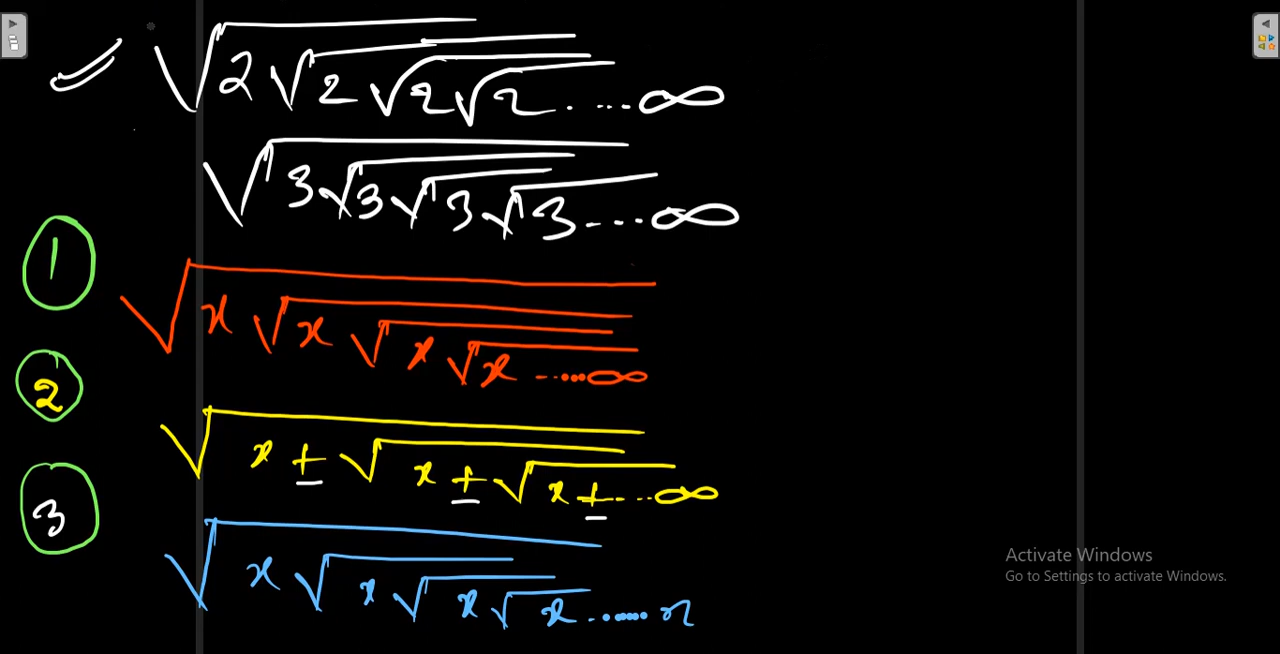 √2√2√2√2. ...∞
√3√3√3√3...∞
1
√x√x√x√x ......∞
2
√x±√x±√x±...∞
3
√x√x√x√x ....... n
Activate Windows
Go to Settings to activate Windows.